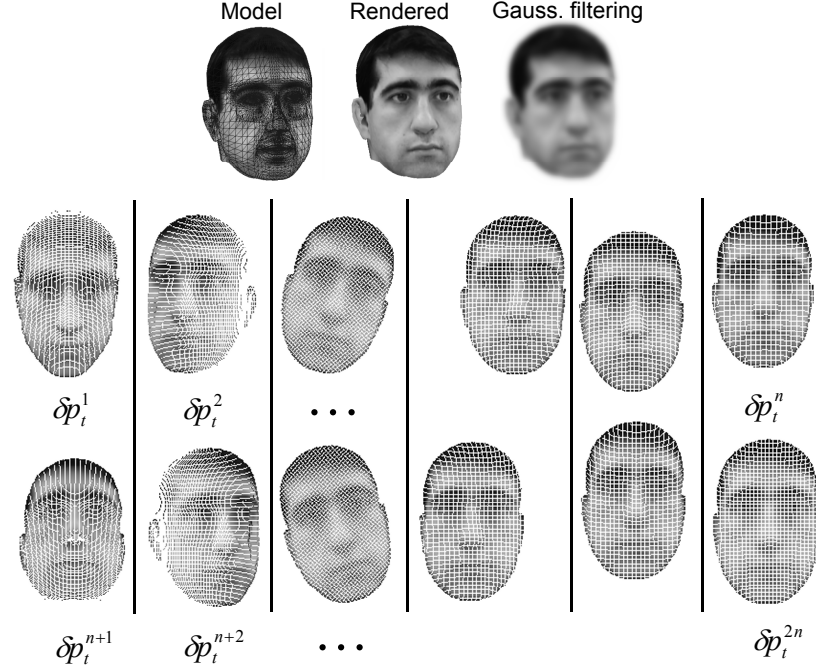 Model Rendered Gauss. filtering
δp_t^1 δp_t^2 • • • δp_t^n
δp_t^{n+1} δp_t^{n+2} • • • δp_t^{2n}